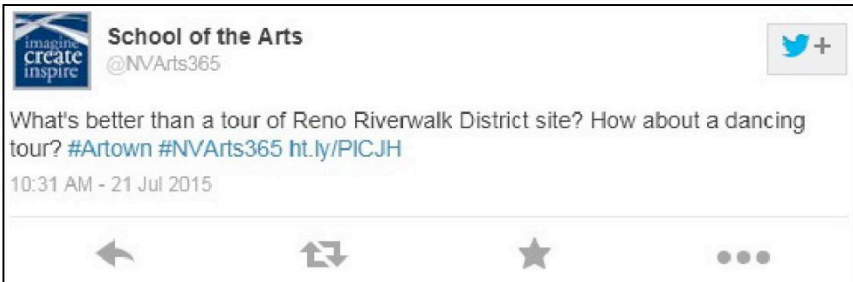 imagine
create
inspire
School of the Arts
@NVArts365
+
What's better than a tour of Reno Riverwalk District site? How about a dancing
tour? #Artown #NVArts365 ht.ly/PlCJH
10:31 AM - 21 Jul 2015